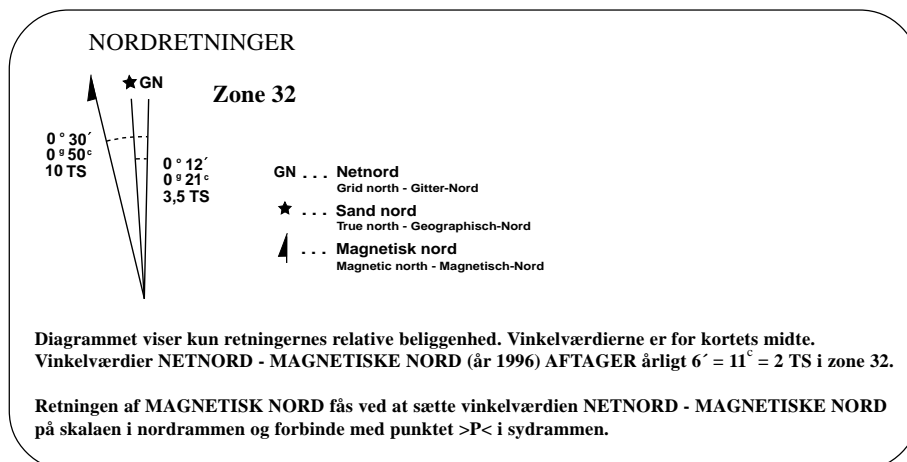 NORDRETNINGER
GN
Zone 32
0 ° 30´
0 ᵍ 50ᶜ
10 TS
0 ° 12´
0 ᵍ 21ᶜ
3,5 TS
GN . . . Netnord
Grid north - Gitter-Nord
★ . . . Sand nord
True north - Geographisch-Nord
. . . Magnetisk nord
Magnetic north - Magnetisch-Nord
Diagrammet viser kun retningernes relative beliggenhed. Vinkelværdierne er for kortets midte.
Vinkelværdier NETNORD - MAGNETISKE NORD (år 1996) AFTAGER årligt 6´ = 11ᶜ = 2 TS i zone 32.
Retningen af MAGNETISK NORD fås ved at sætte vinkelværdien NETNORD - MAGNETISKE NORD
på skalaen i nordrammen og forbinde med punktet >P< i sydrammen.